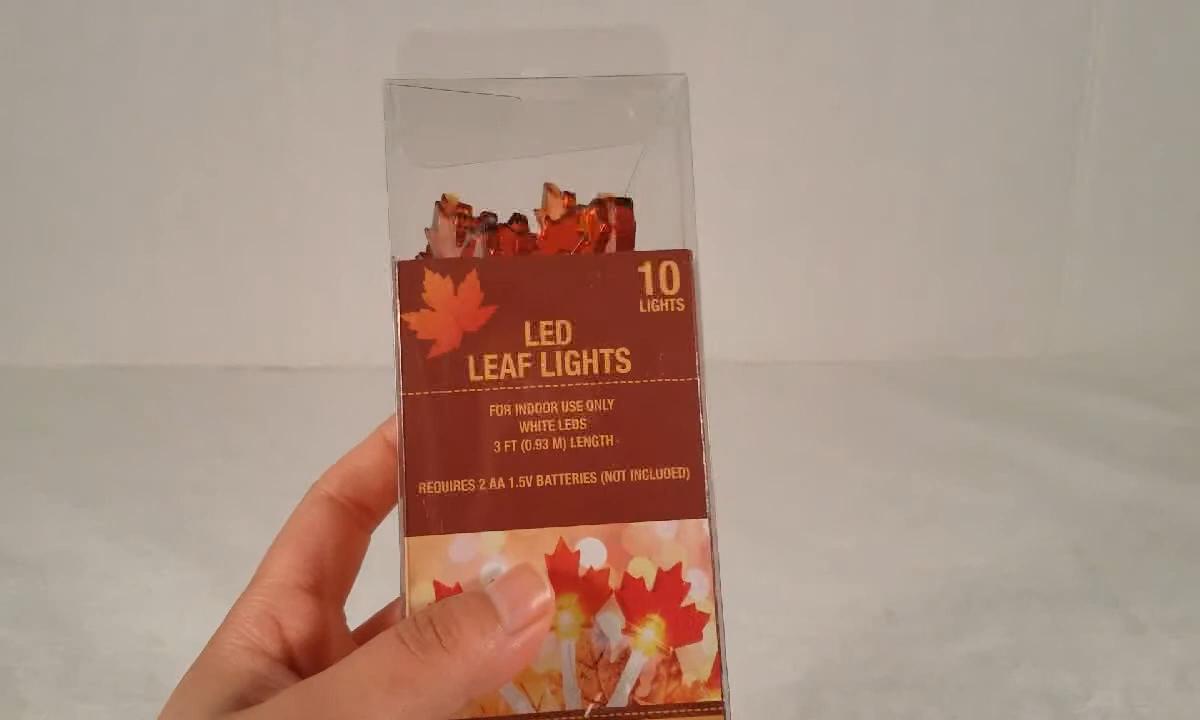 10
LIGHTS
LED
LEAF LIGHTS
FOR INDOOR USE ONLY
WHITE LEDS
3 FT (0.93 M) LENGTH
REQUIRES 2 AA 1.5V BATTERIES (NOT INCLUDED)